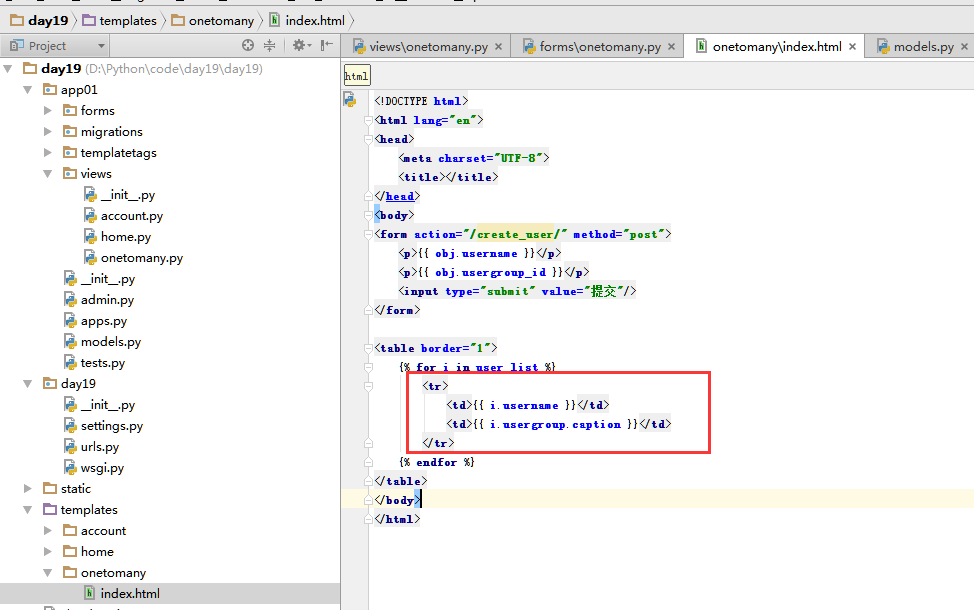 day19 templates onetomany index.html
Project
views\onetomany.py forms\onetomany.py onetomany\index.html models.py
day19 (D:\Python\code\day19\day19)
app01
forms
migrations
templatetags
views
__init__.py
account.py
home.py
onetomany.py
__init__.py
admin.py
apps.py
models.py
tests.py
day19
__init__.py
settings.py
urls.py
wsgi.py
static
templates
account
home
onetomany
index.html
html
<!DOCTYPE html>
<html lang="en">
<head>
<meta charset="UTF-8">
<title></title>
</head>
<body>
<form action="/create_user/" method="post">
<p>{{ obj.username }}</p>
<p>{{ obj.usergroup_id }}</p>
<input type="submit" value="提交"/>
</form>
<table border="1">
{% for i in user_list %}
<tr>
<td>{{ i.username }}</td>
<td>{{ i.usergroup.caption }}</td>
</tr>
{% endfor %}
</table>
</body>
</html>